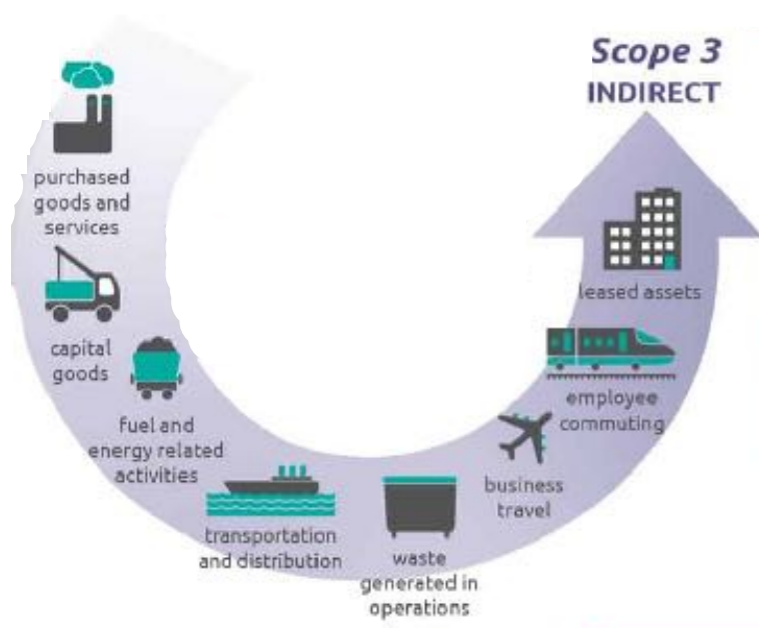 Scope 3
INDIRECT
purchased
goods and
services
capital
goods
fuel and
energy related
activities
transportation
and distribution
waste
generated in
operations
business
travel
employee
commuting
leased assets